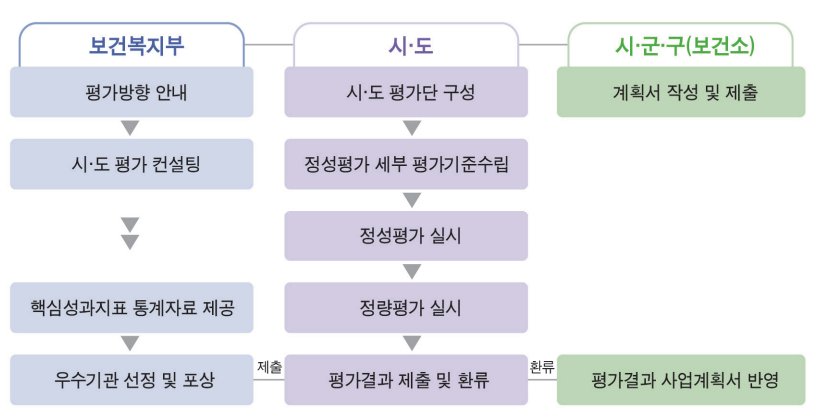 보건복지부
시·도
시·군·구(보건소)
평가방향 안내
시·도 평가단 구성
계획서 작성 및 제출
시·도 평가 컨설팅
정성평가 세부 평가기준수립
정성평가 실시
핵심성과지표 통계자료 제공
정량평가 실시
우수기관 선정 및 포상
제출
평가결과 제출 및 환류
환류
평가결과 사업계획서 반영